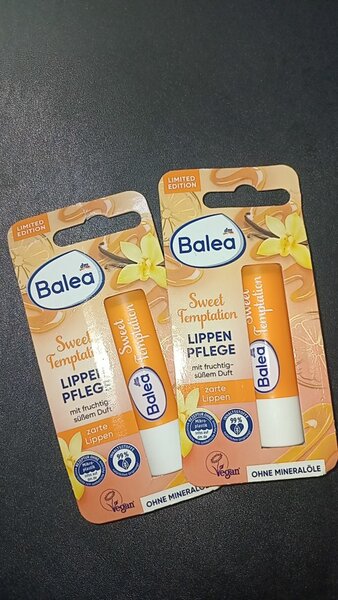 LIMITED
EDITION
Balea
Sweet
Temptation
LIPPEN
PFLEGE
mit fruchtig-
süßem Duft
zarte
Lippen
Sweet
Temptation
Balea
99 %
Vegan
OHNE MINERALÖLE
LIMITED
EDITION
Balea
Sweet
Temptation
LIPPEN
PFLEGE
mit fruchtig-
süßem Duft
zarte
Lippen
Sweet
Temptation
Balea
Vegan
OHNE MINERALÖLE